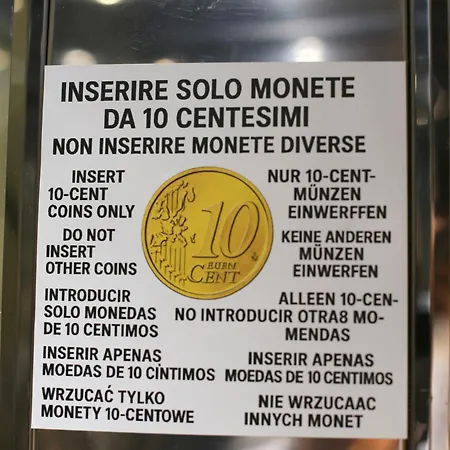 INSERIRE SOLO MONETE
DA 10 CENTESIMI
NON INSERIRE MONETE DIVERSE
INSERT
10-CENT
COINS ONLY
DO NOT
INSERT
OTHER COINS
10
EURN
CENT
NUR 10-CENT-
MÜNZEN
EINWERFFEN
KEINE ANDEREN
MÜNZEN
EINWERFEN
INTRODUCIR
SOLO MONEDAS
DE 10 CENTIMOS
ALLEEN 10-CEN-
NO INTRODUCIR OTRA8 MO-
MENDAS
INSERIR APENAS
MOEDAS DE 10 CINTIMOS
INSERIR APENAS
MOEDAS DE 10 CENTIMOS
WRZUCAĆ TYLKO
MONETY 10-CENTOWE
NIE WRZUCAAC
INNYCH MONET